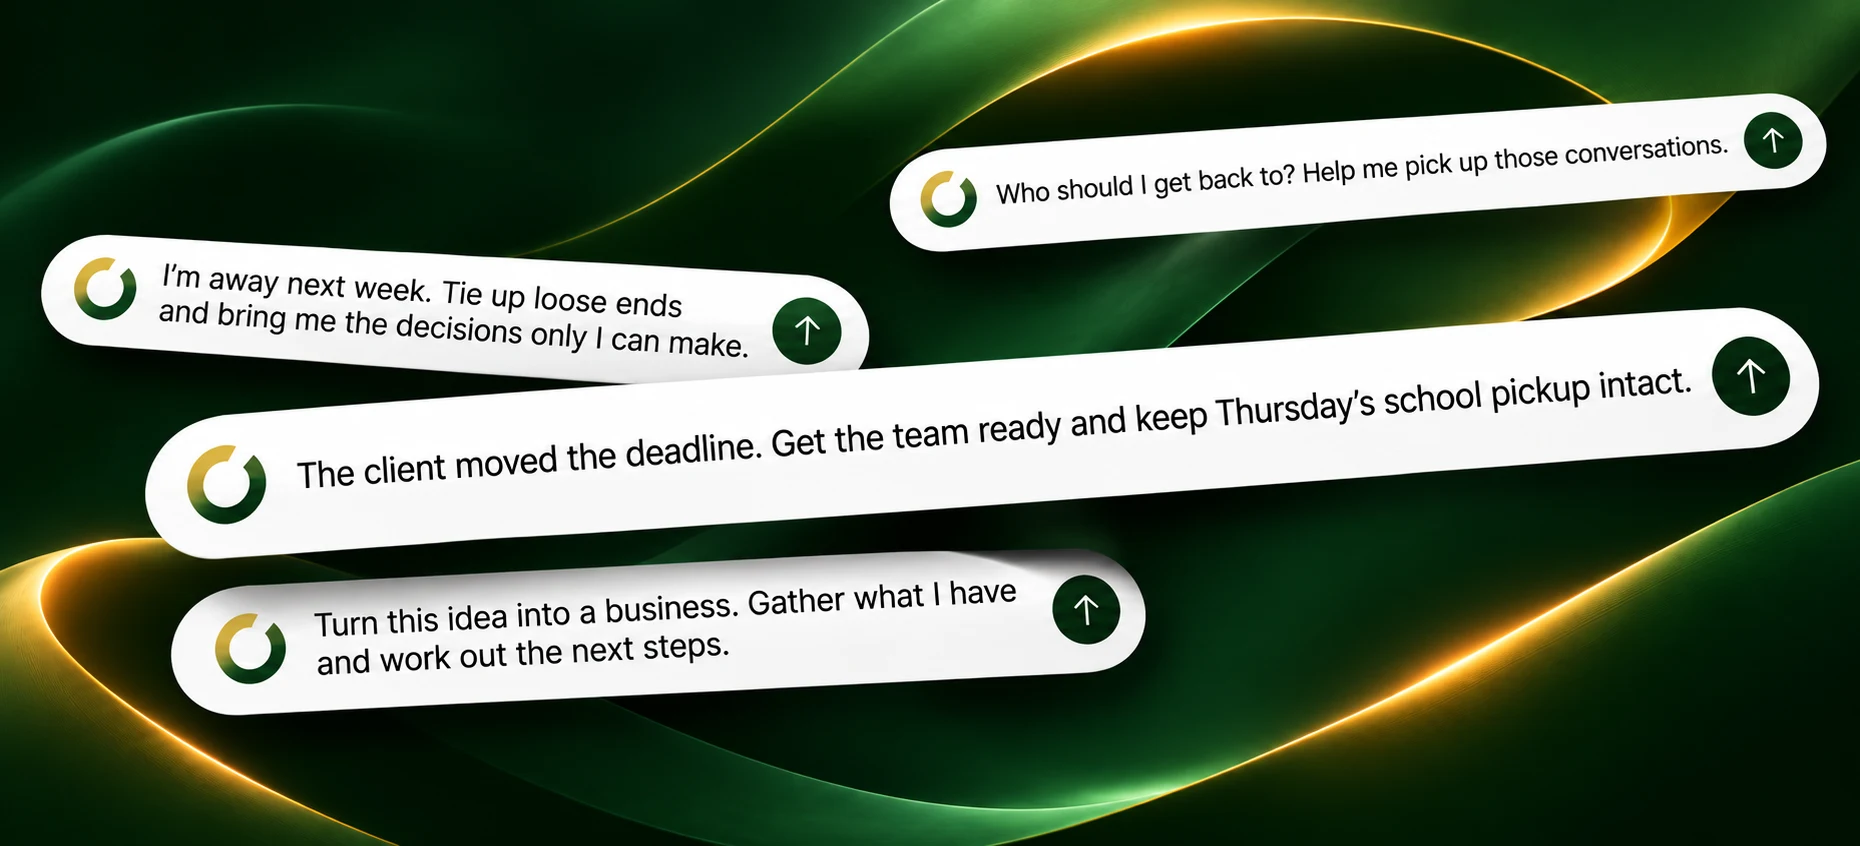 Who should I get back to? Help me pick up those conversations.
I’m away next week. Tie up loose ends
and bring me the decisions only I can make.
The client moved the deadline. Get the team ready and keep Thursday’s school pickup intact.
Turn this idea into a business. Gather what I have
and work out the next steps.